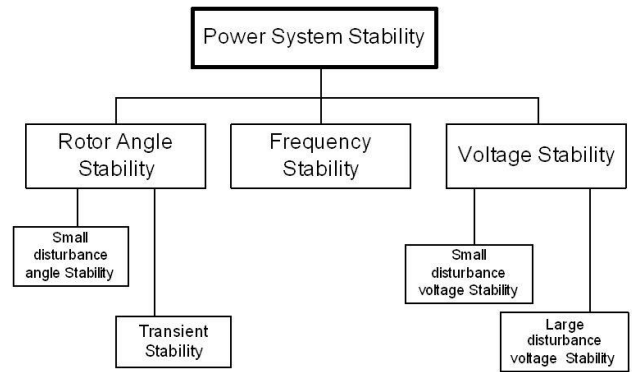 Power System Stability
Rotor Angle
Stability
Frequency
Stability
Voltage Stability
Small
disturbance
angle Stability
Transient
Stability
Small
disturbance
voltage Stability
Large
disturbance
voltage Stability